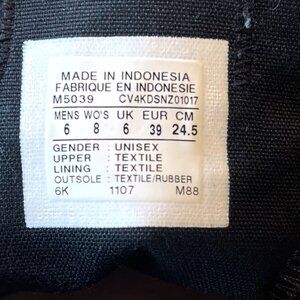 MADE IN INDONESIA
FABRIQUE EN INDONESIE
M5039 CV4KDSNZ01017
MENS WO'S UK EUR CM
6 8 6 39 24.5
GENDER : UNISEX
UPPER : TEXTILE
LINING : TEXTILE
OUTSOLE : TEXTILE/RUBBER
6K 1107 M88